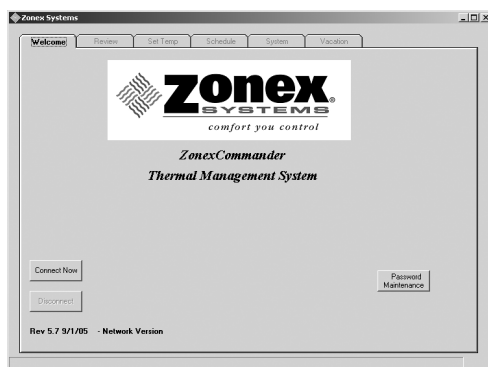 Zonex Systems
Welcome Review Set Temp Schedule System Vacation
ZONEX®
SYSTEMS
comfort you control
ZonexCommander
Thermal Management System
Connect Now
Password
Maintenance
Disconnect
Rev 5.7 9/1/05 - Network Version